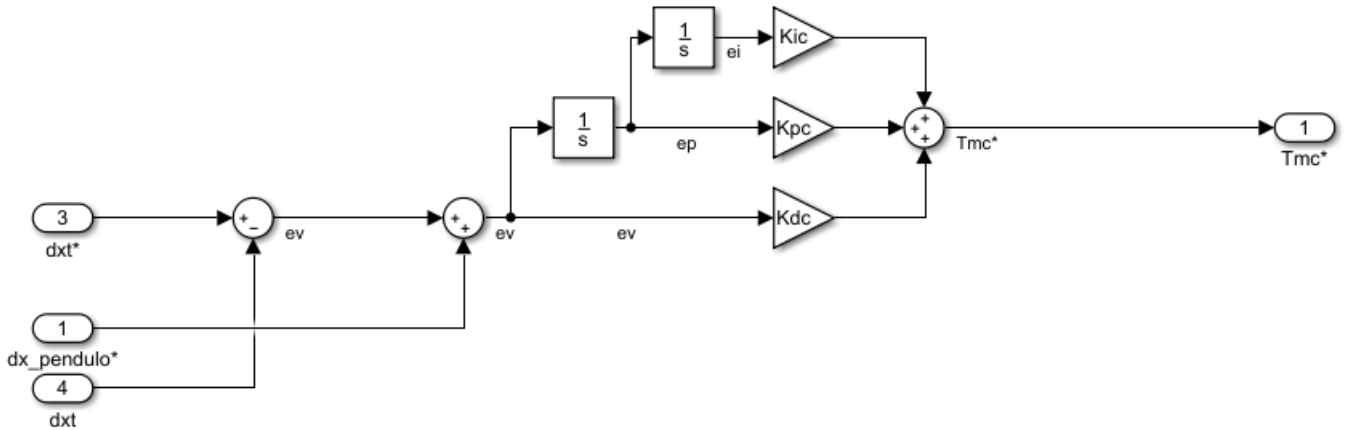 1
s
ei
Kic
1
s
ep
Kpc
+
+
+
Tmc*
1
Tmc*
3
dxt*
+
−
ev
+
+
ev
ev
Kdc
1
dx_pendulo*
4
dxt